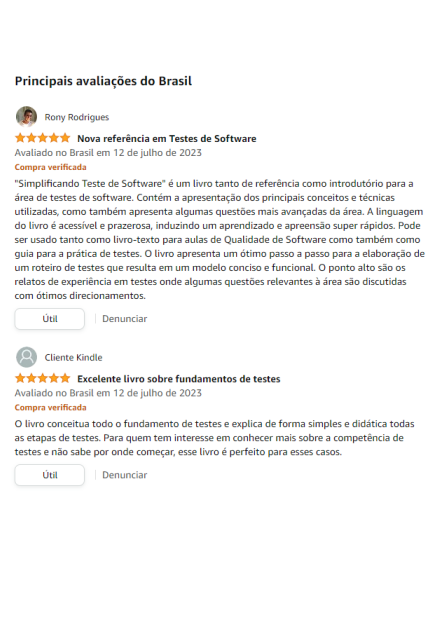 Principais avaliações do Brasil
Rony Rodrigues
Nova referência em Testes de Software
Avaliado no Brasil em 12 de julho de 2023
Compra verificada
"Simplificando Teste de Software" é um livro tanto de referência como introdutório para a
área de testes de software. Contém a apresentação dos principais conceitos e técnicas
utilizadas, como também apresenta algumas questões mais avançadas da área. A linguagem
do livro é acessível e prazerosa, induzindo um aprendizado e apreensão super rápidos. Pode
ser usado tanto como livro-texto para aulas de Qualidade de Software como também como
guia para a prática de testes. O livro apresenta um ótimo passo a passo para a elaboração de
um roteiro de testes que resulta em um modelo conciso e funcional. O ponto alto são os
relatos de experiência em testes onde algumas questões relevantes à área são discutidas
com ótimos direcionamentos.
Útil Denunciar
Cliente Kindle
Excelente livro sobre fundamentos de testes
Avaliado no Brasil em 12 de julho de 2023
Compra verificada
O livro conceitua todo o fundamento de testes e explica de forma simples e didática todas
as etapas de testes. Para quem tem interesse em conhecer mais sobre a competência de
testes e não sabe por onde começar, esse livro é perfeito para esses casos.
Útil Denunciar